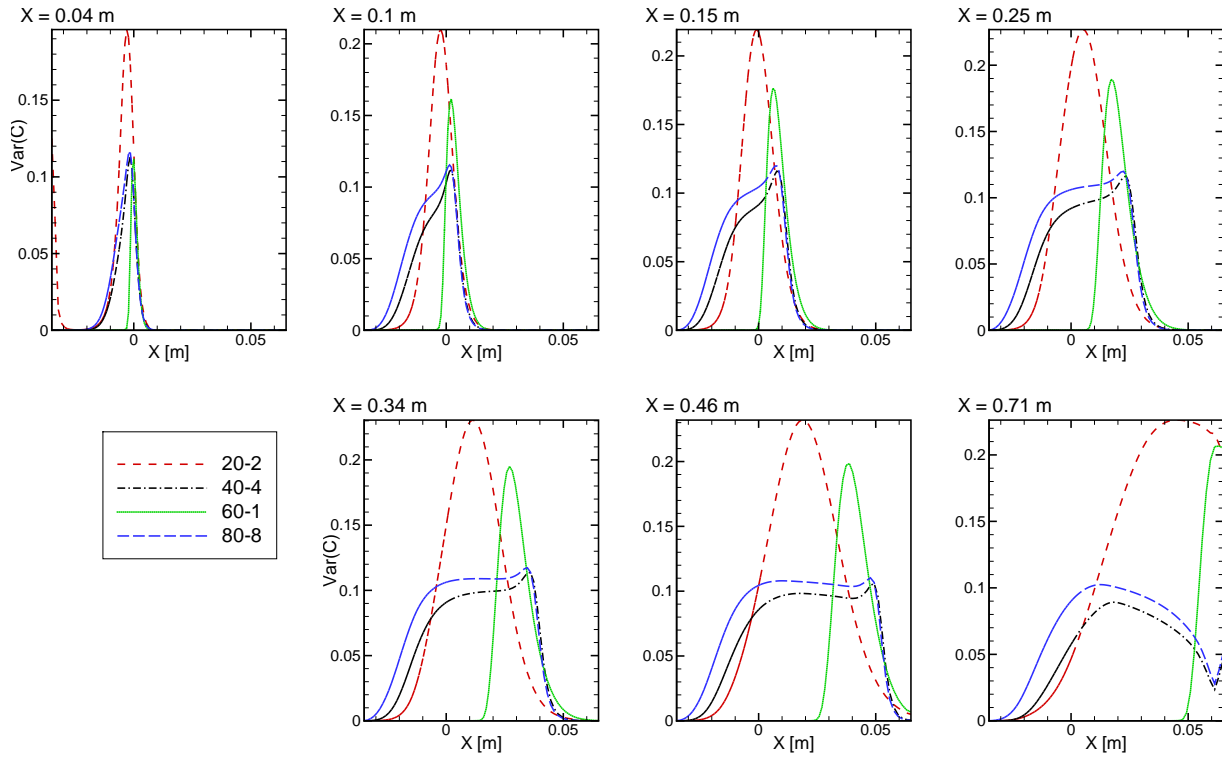 X = 0.04 m
X = 0.1 m
X = 0.15 m
X = 0.25 m
Var(C)
0.15
0.1
0.05
0
0.2
0.15
0.1
0.05
0
0.2
0.15
0.1
0.05
0
0.2
0.15
0.1
0.05
0
0 0.05
0 0.05
0 0.05
0 0.05
X [m]
X [m]
X [m]
X [m]
X = 0.34 m
X = 0.46 m
X = 0.71 m
20-2
40-4
60-1
80-8
0.2
0.15
0.1
0.05
0
Var(C)
0.2
0.15
0.1
0.05
0
0.2
0.15
0.1
0.05
0
0 0.05
0 0.05
0 0.05
X [m]
X [m]
X [m]